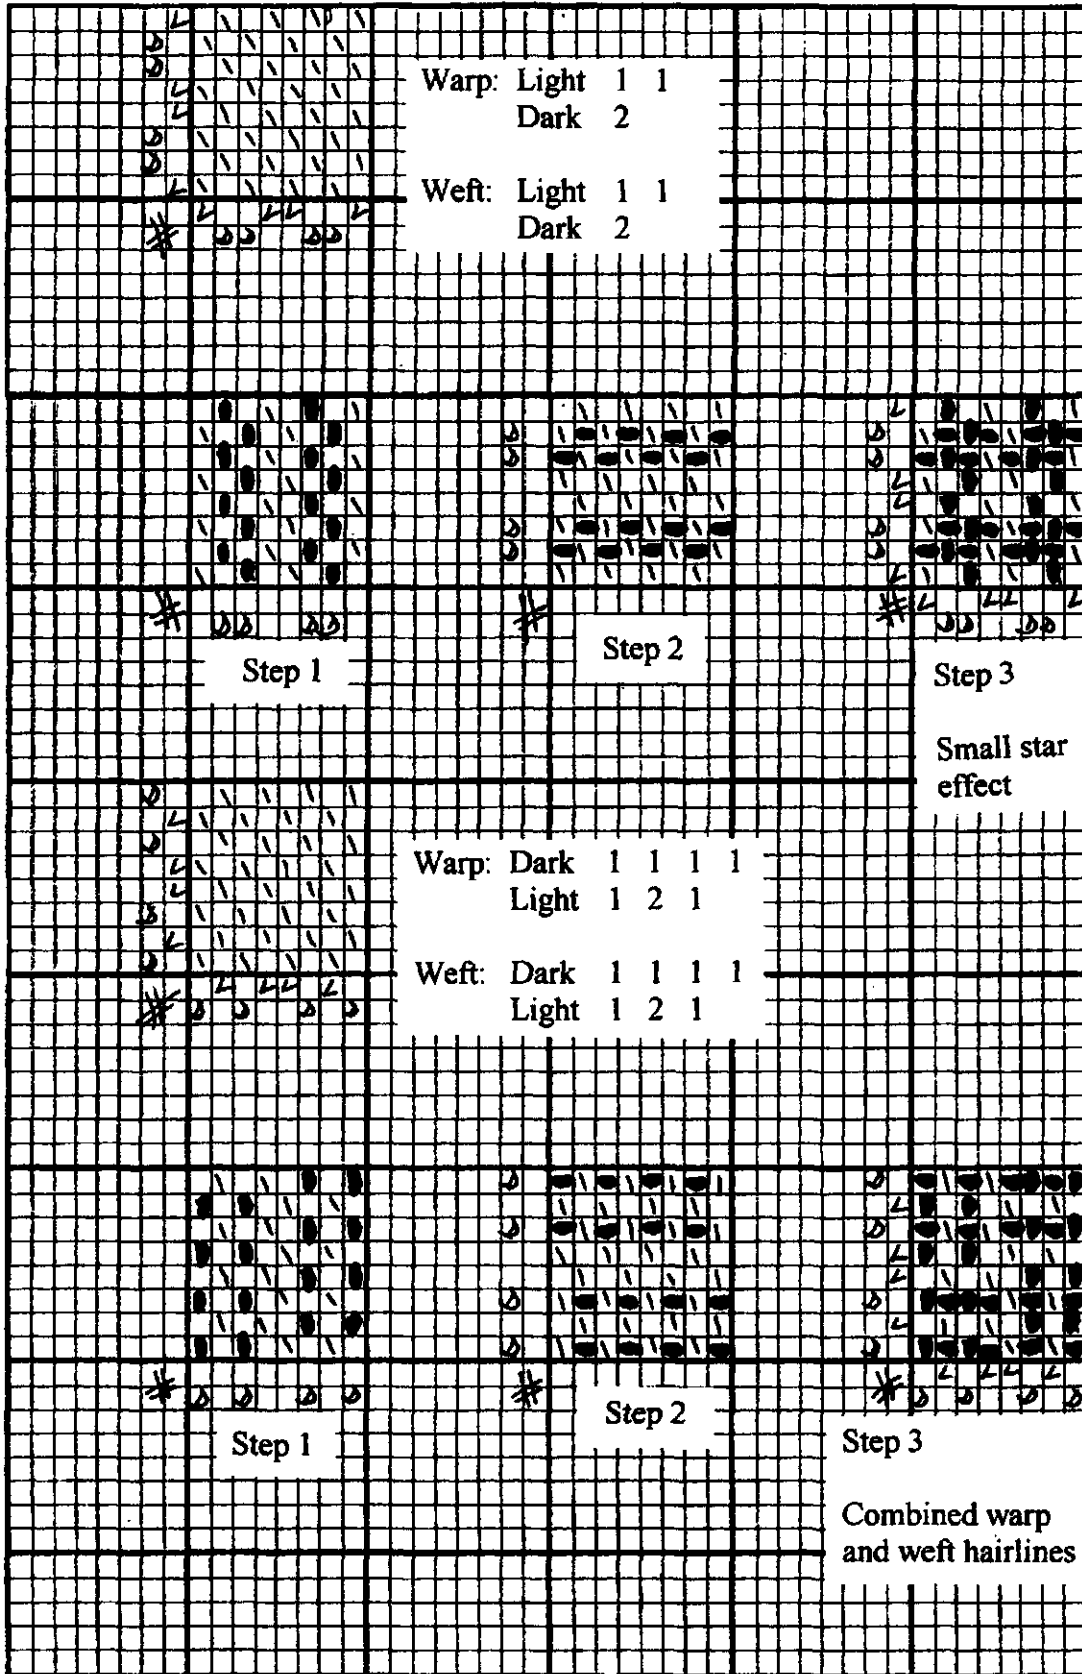 Warp: Light 1 1
Dark 2
Weft: Light 1 1
Dark 2
L
D
D
L
L
D
D
L
L L L L
# D D D D
D
D
D
D
L
D
D
L
L
D
D
L
# D D D D
#
# L L L L
D D D D
Step 1
Step 2
Step 3
Small star
effect
D
L
D
L
L
D
L
D
L L L L
# D D D D
Warp: Dark 1 1 1 1
Light 1 2 1
Weft: Dark 1 1 1 1
Light 1 2 1
D
D
D
D
D
L
D
L
L
D
L
D
# D D D D
#
# L L L L
D D D D
Step 1
Step 2
Step 3
Combined warp
and weft hairlines